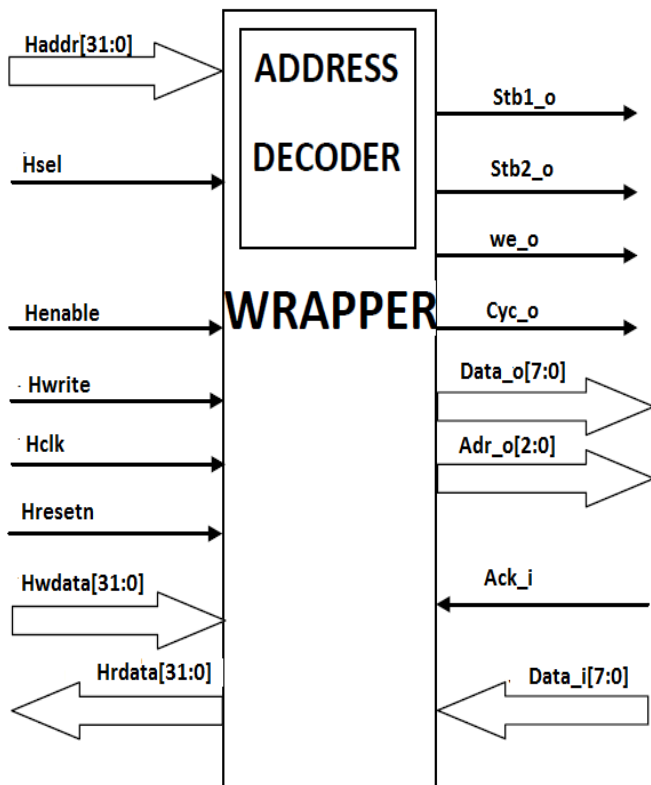 Haddr[31:0]
Hsel
Henable
Hwrite
Hclk
Hresetn
Hwdata[31:0]
Hrdata[31:0]
ADDRESS
DECODER
WRAPPER
Stb1_o
Stb2_o
we_o
Cyc_o
Data_o[7:0]
Adr_o[2:0]
Ack_i
Data_i[7:0]